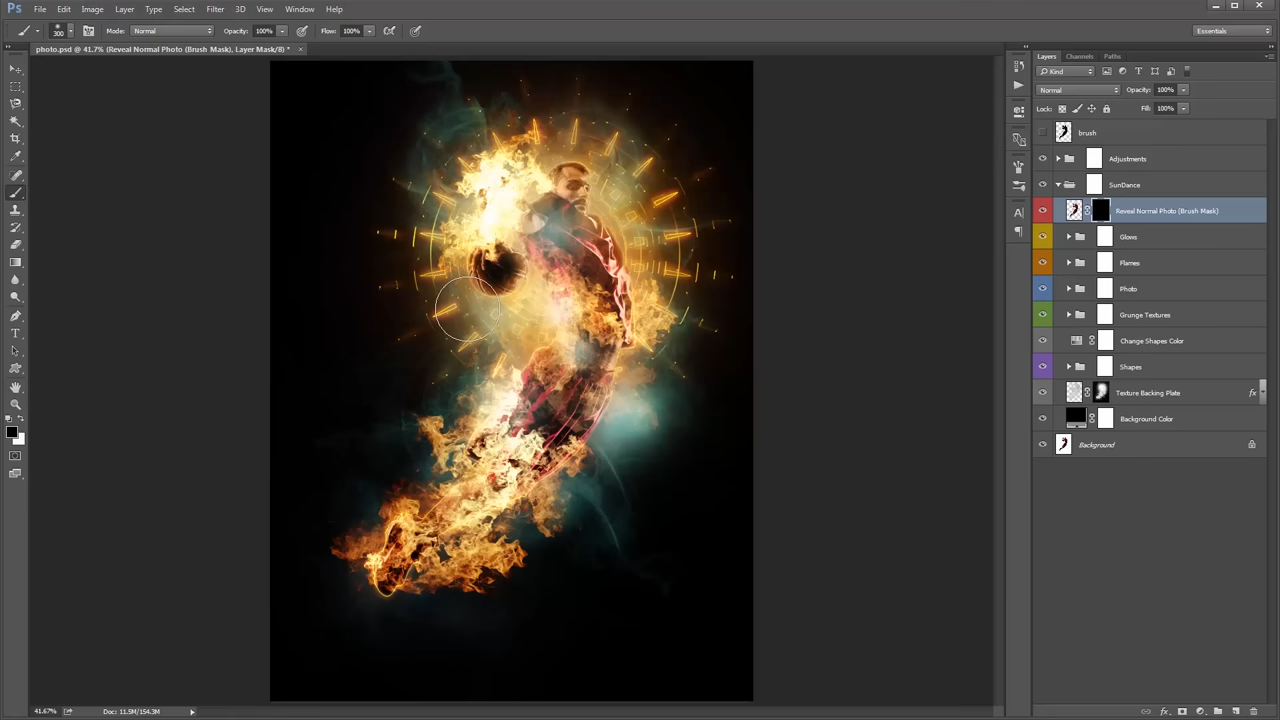 Ps File Edit Image Layer Type Select Filter 3D View Window Help
300 Mode: Normal Opacity: 100% Flow: 100% Essentials
photo.psd @ 41.7% (Reveal Normal Photo (Brush Mask), Layer Mask/8) * ×
Layers Channels Paths
Kind
Normal Opacity: 100%
Lock: Fill: 100%
brush
Adjustments
SunDance
Reveal Normal Photo (Brush Mask)
Glows
Flames
Photo
Grunge Textures
Change Shapes Color
Shapes
Texture Backing Plate fx
Background Color
Background
41.67% Doc: 11.5M/154.3M